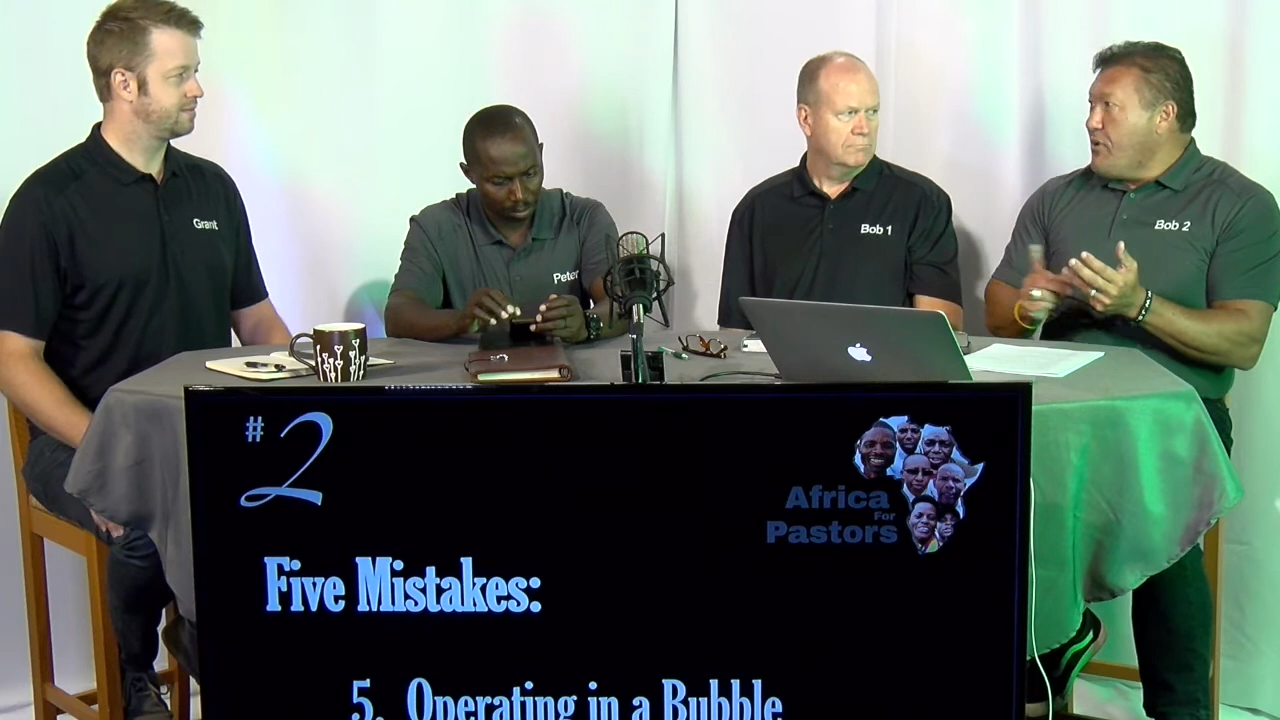 Grant
Peter
Bob 1
Bob 2
#2
Africa
For
Pastors
Five Mistakes:
5. Operating in a Bubble